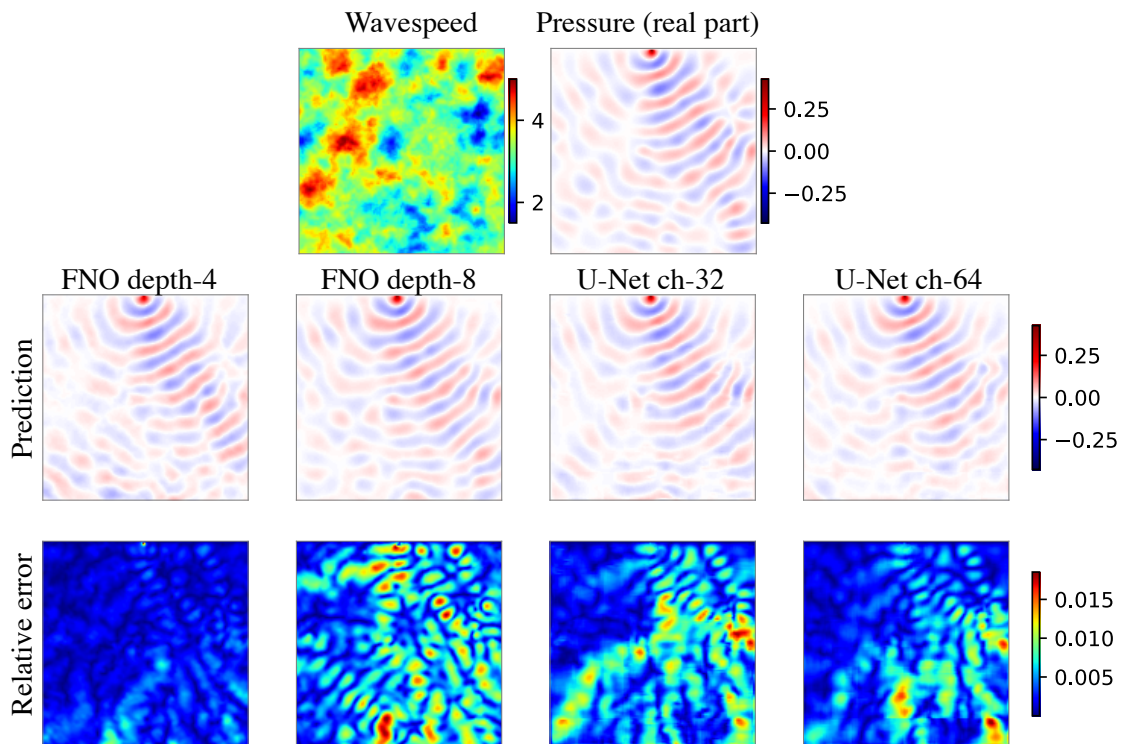 Wavespeed
Pressure (real part)
4
2
0.25
0.00
−0.25
FNO depth-4
FNO depth-8
U-Net ch-32
U-Net ch-64
Prediction
0.25
0.00
−0.25
Relative error
0.015
0.010
0.005